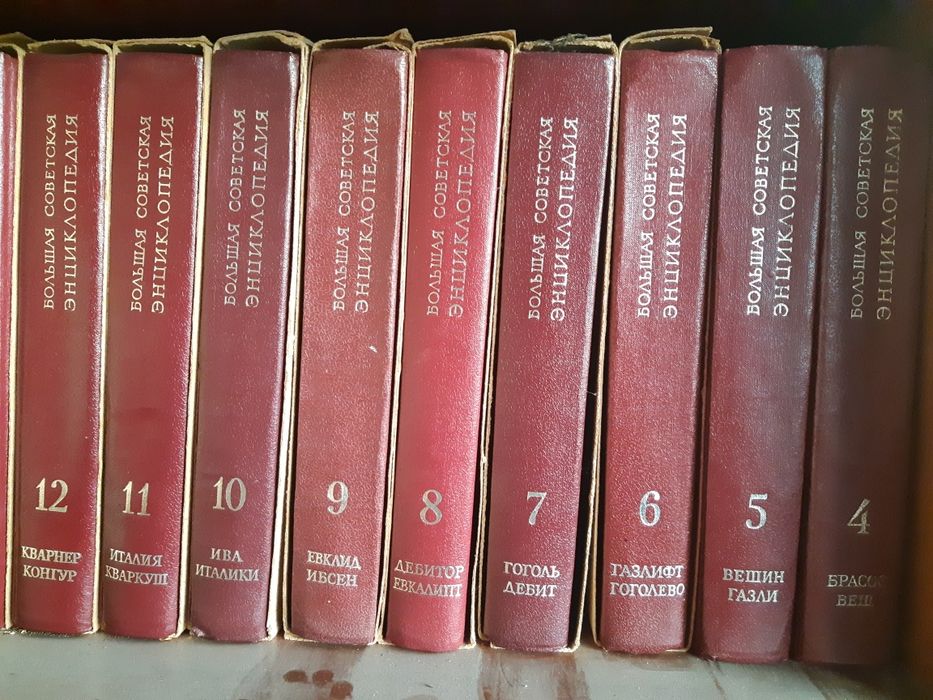 БОЛЬШАЯ СОВЕТСКАЯ
ЭНЦИКЛОПЕДИЯ
12
КВАРНЕР
КОНГУР
БОЛЬШАЯ СОВЕТСКАЯ
ЭНЦИКЛОПЕДИЯ
11
ИТАЛИЯ
КВАРКУШ
БОЛЬШАЯ СОВЕТСКАЯ
ЭНЦИКЛОПЕДИЯ
10
ИВА
ИТАЛИКИ
БОЛЬШАЯ СОВЕТСКАЯ
ЭНЦИКЛОПЕДИЯ
9
ЕВКЛИД
ИБСЕН
БОЛЬШАЯ СОВЕТСКАЯ
ЭНЦИКЛОПЕДИЯ
8
ДЕБИТОР
ЕВКАЛИПТ
БОЛЬШАЯ СОВЕТСКАЯ
ЭНЦИКЛОПЕДИЯ
7
ГОГОЛЬ
ДЕБИТ
БОЛЬШАЯ СОВЕТСКАЯ
ЭНЦИКЛОПЕДИЯ
6
ГАЗЛИФТ
ГОГОЛЕВО
БОЛЬШАЯ СОВЕТСКАЯ
ЭНЦИКЛОПЕДИЯ
5
ВЕШИН
ГАЗЛИ
БОЛЬШАЯ СОВЕТСКАЯ
ЭНЦИКЛОПЕДИЯ
4
БРАСОС
ВЕШ